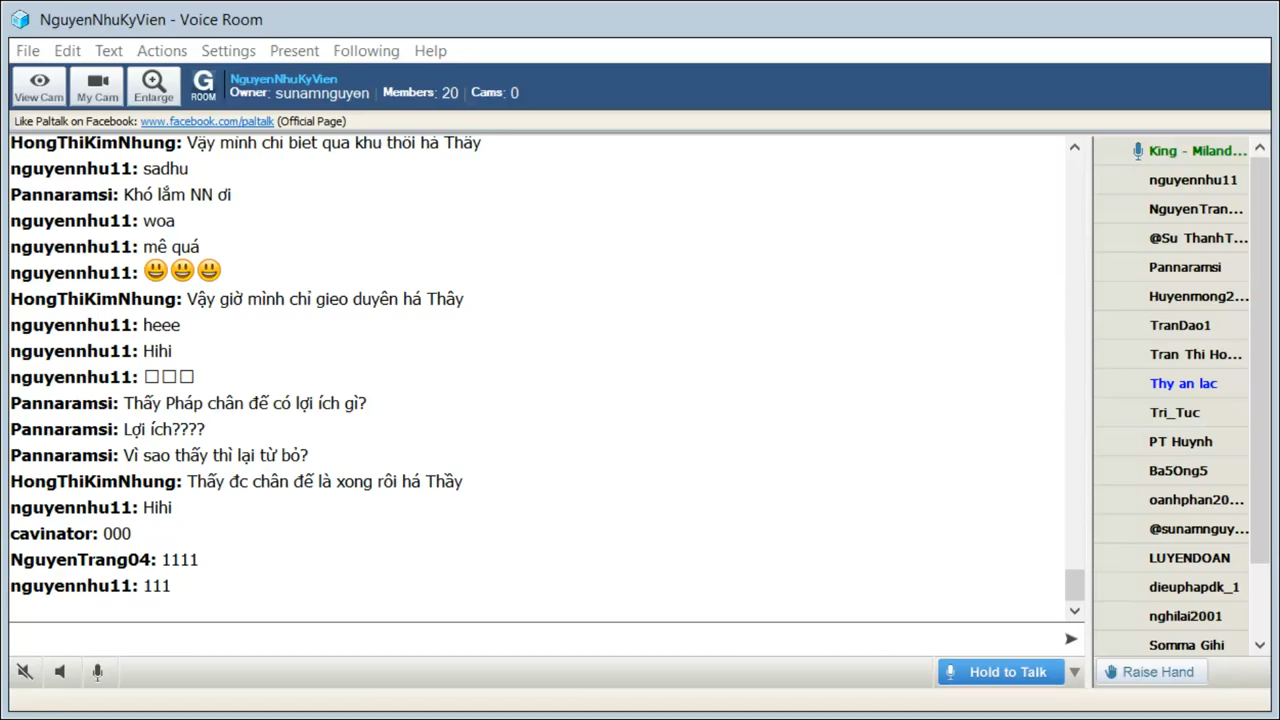 NguyenNhuKyVien - Voice Room
File Edit Text Actions Settings Present Following Help
View Cam My Cam Enlarge G ROOM
NguyenNhuKyVien
Owner: sunamnguyen | Members: 20 | Cams: 0
Like Paltalk on Facebook: www.facebook.com/paltalk (Official Page)
HongThiKimNhung: Vậy mình chỉ biết quá khứ thôi hả Thầy
nguyennhu11: sadhu
Pannaramsi: Khó lắm NN ơi
nguyennhu11: woa
nguyennhu11: mê quá
nguyennhu11: 😃😃😃
HongThiKimNhung: Vậy giờ mình chỉ gieo duyên há Thây
nguyennhu11: heee
nguyennhu11: Hihi
nguyennhu11: □□□
Pannaramsi: Thấy Pháp chân đế có lợi ích gì?
Pannaramsi: Lợi ích????
Pannaramsi: Vì sao thấy thì lại từ bỏ?
HongThiKimNhung: Thấy đc chân đế là xong rôi há Thầy
nguyennhu11: Hihi
cavinator: 000
NguyenTrang04: 1111
nguyennhu11: 111
King - Miland...
nguyennhu11
NguyenTran...
@Su ThanhT...
Pannaramsi
Huyenmong2...
TranDao1
Tran Thi Ho...
Thy an lac
Tri_Tuc
PT Huynh
Ba5Ong5
oanhphan20...
@sunamnguy...
LUYENDOAN
dieuphapdk_1
nghilai2001
Somma Gihi
Hold to Talk
Raise Hand